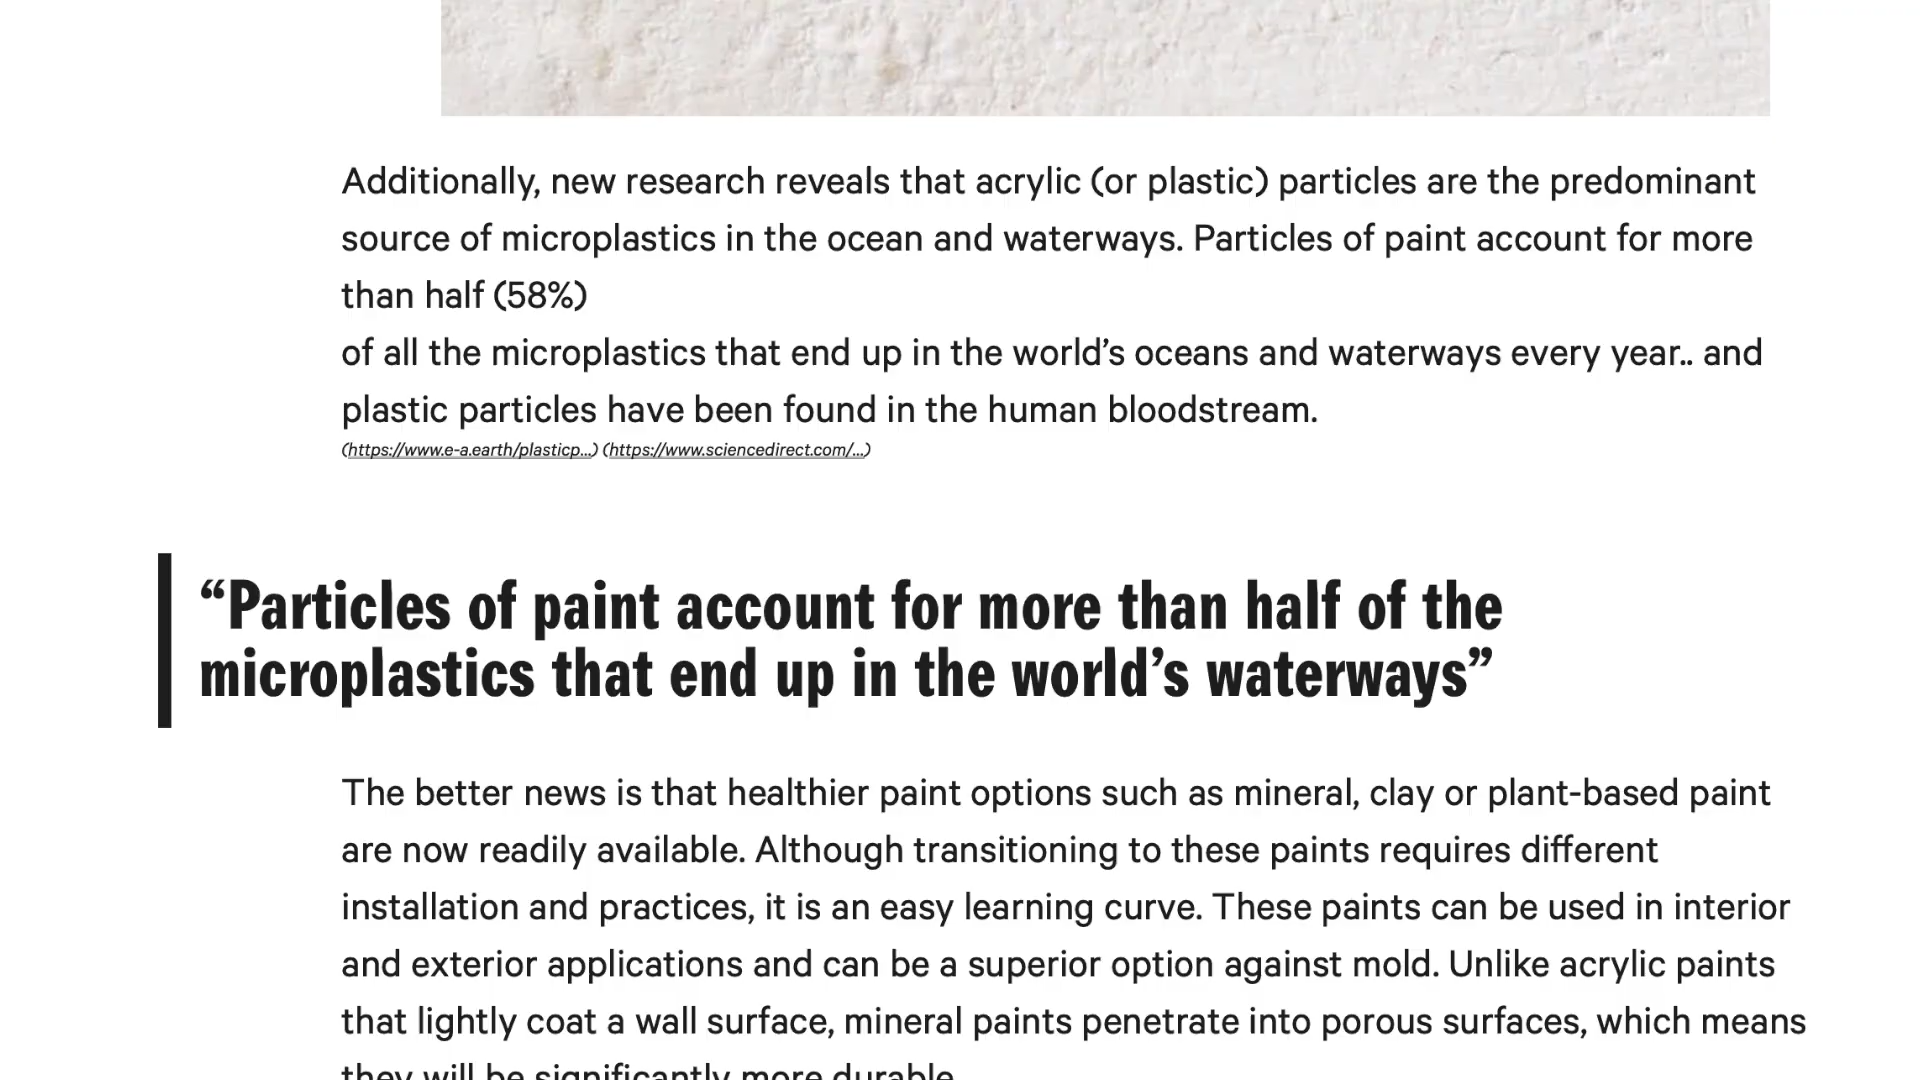 Additionally, new research reveals that acrylic (or plastic) particles are the predominant
source of microplastics in the ocean and waterways. Particles of paint account for more
than half (58%)
of all the microplastics that end up in the world’s oceans and waterways every year.. and
plastic particles have been found in the human bloodstream.
(https://www.e-a.earth/plasticp...) (https://www.sciencedirect.com/...)
“Particles of paint account for more than half of the
microplastics that end up in the world’s waterways”
The better news is that healthier paint options such as mineral, clay or plant-based paint
are now readily available. Although transitioning to these paints requires different
installation and practices, it is an easy learning curve. These paints can be used in interior
and exterior applications and can be a superior option against mold. Unlike acrylic paints
that lightly coat a wall surface, mineral paints penetrate into porous surfaces, which means
they will be significantly more durable.